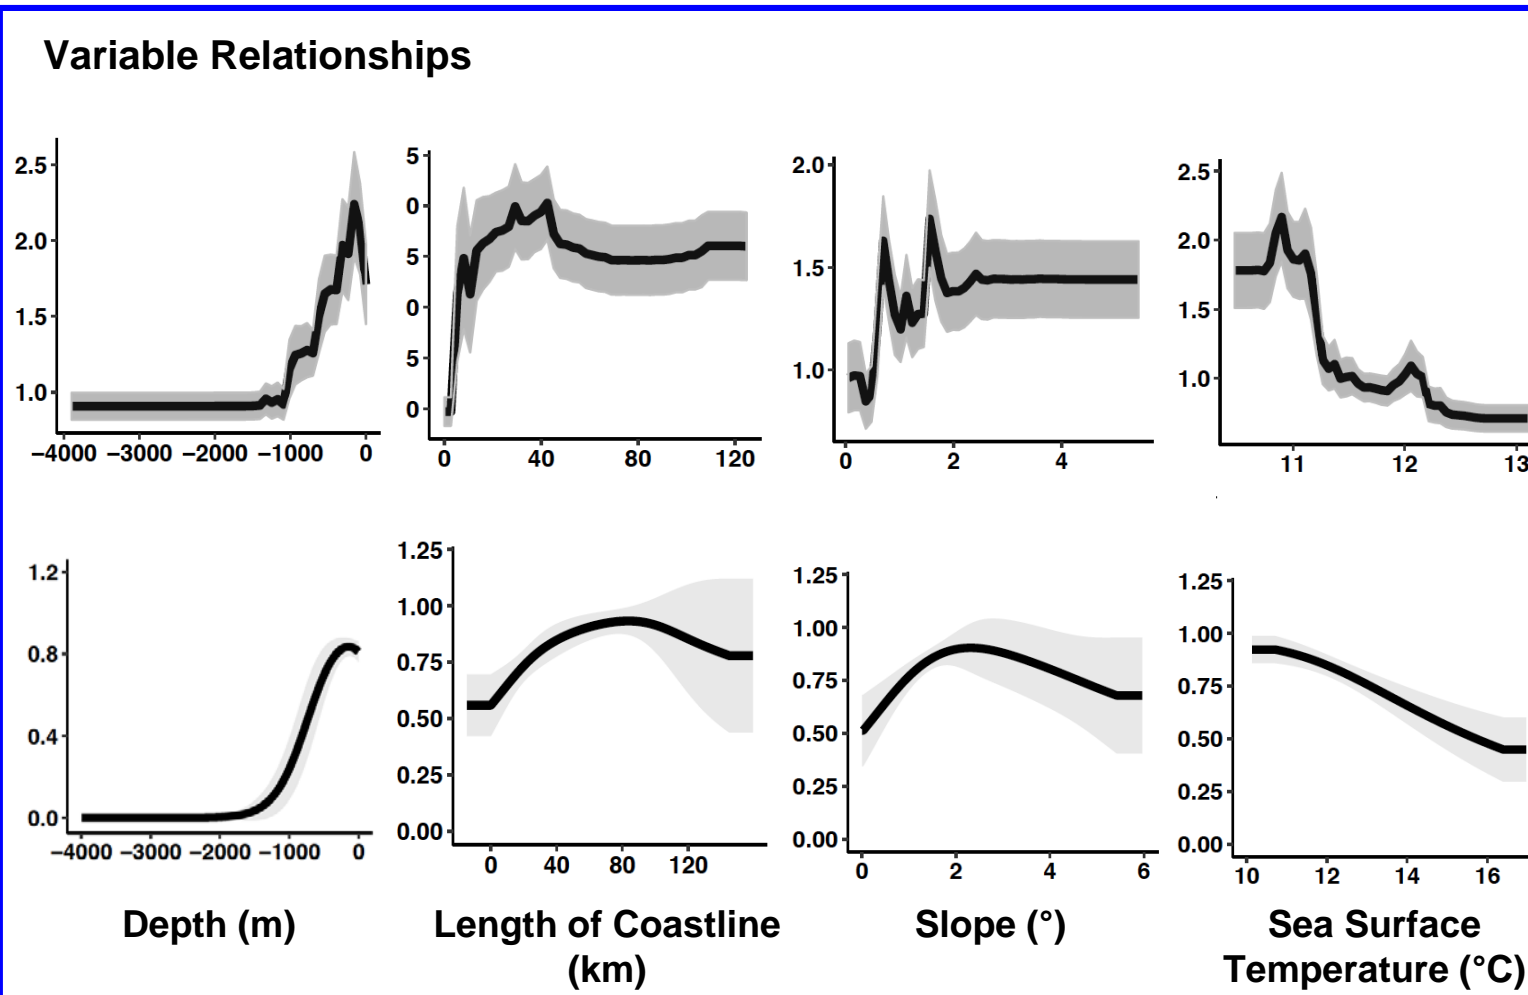 Variable Relationships
2.5
2.0
1.5
1.0
−4000 −3000 −2000 −1000 0
5
0
5
0
5
0
0 40 80 120
2.0
1.5
1.0
0 2 4
2.5
2.0
1.5
1.0
11 12 13
1.2
0.8
0.4
0.0
−4000 −3000 −2000 −1000 0
1.25
1.00
0.75
0.50
0.25
0.00
0 40 80 120
1.25
1.00
0.75
0.50
0.25
0.00
0 2 4 6
1.25
1.00
0.75
0.50
0.25
0.00
10 12 14 16
Depth (m)
Length of Coastline
(km)
Slope (°)
Sea Surface
Temperature (°C)